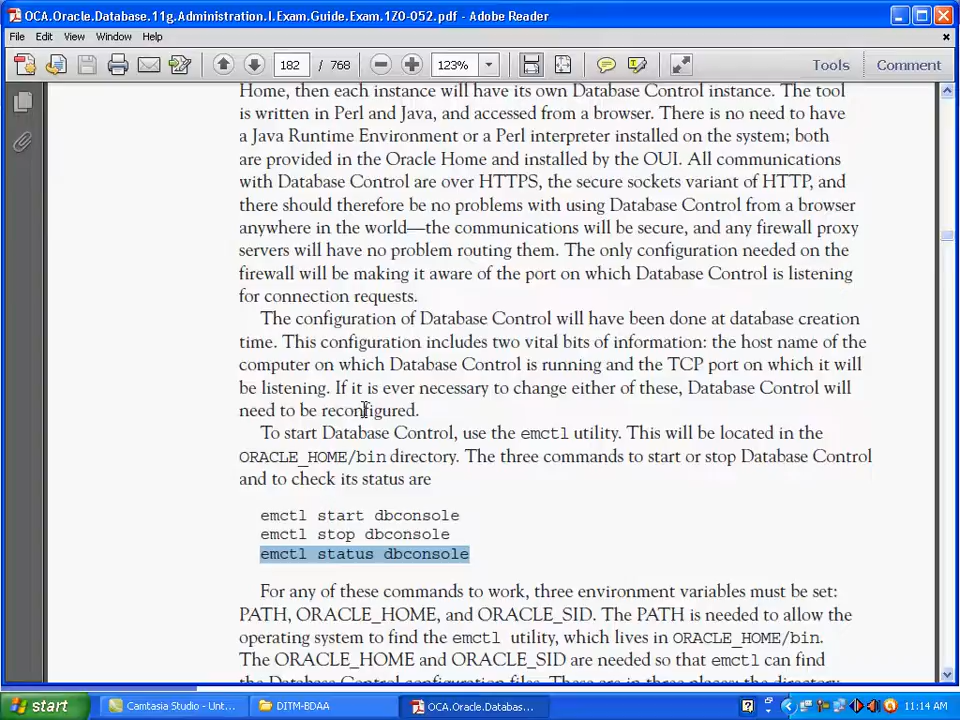 OCA.Oracle.Database.11g.Administration.I.Exam.Guide.Exam.1Z0-052.pdf - Adobe Reader
File Edit View Window Help
182 / 768 123% Tools Comment
Home, then each instance will have its own Database Control instance. The tool
is written in Perl and Java, and accessed from a browser. There is no need to have
a Java Runtime Environment or a Perl interpreter installed on the system; both
are provided in the Oracle Home and installed by the OUI. All communications
with Database Control are over HTTPS, the secure sockets variant of HTTP, and
there should therefore be no problems with using Database Control from a browser
anywhere in the world—the communications will be secure, and any firewall proxy
servers will have no problem routing them. The only configuration needed on the
firewall will be making it aware of the port on which Database Control is listening
for connection requests.
The configuration of Database Control will have been done at database creation
time. This configuration includes two vital bits of information: the host name of the
computer on which Database Control is running and the TCP port on which it will
be listening. If it is ever necessary to change either of these, Database Control will
need to be reconfigured.
To start Database Control, use the emctl utility. This will be located in the
ORACLE_HOME/bin directory. The three commands to start or stop Database Control
and to check its status are
emctl start dbconsole
emctl stop dbconsole
emctl status dbconsole
For any of these commands to work, three environment variables must be set:
PATH, ORACLE_HOME, and ORACLE_SID. The PATH is needed to allow the
operating system to find the emctl utility, which lives in ORACLE_HOME/bin.
The ORACLE_HOME and ORACLE_SID are needed so that emctl can find
the Database Control configuration files. These are in three places: the directory
start Camtasia Studio - Unt... DITM-BDAA OCA.Oracle.Databas... 11:14 AM